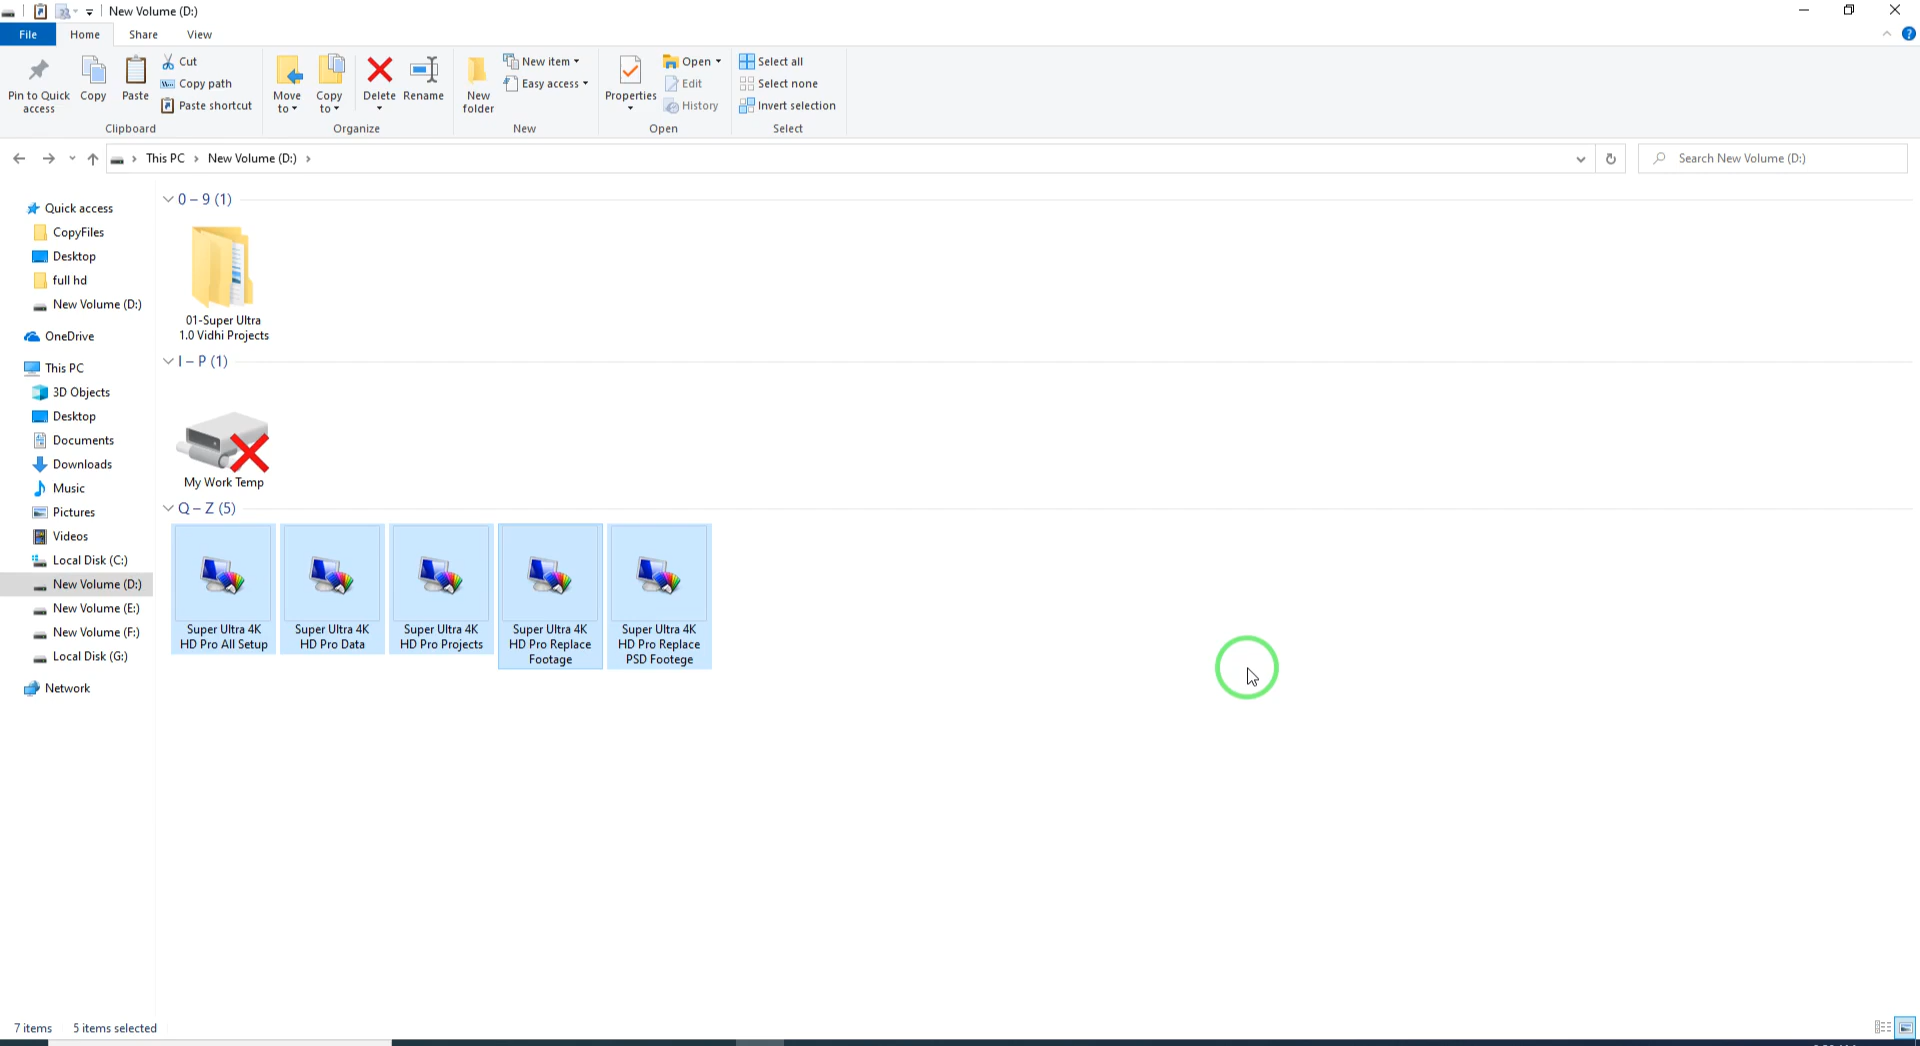 New Volume (D:)
File Home Share View
Pin to Quick access
Copy
Paste
Cut
Copy path
Paste shortcut
Clipboard
Move to
Copy to
Delete
Rename
Organize
New folder
New item
Easy access
New
Properties
Open
Edit
History
Open
Select all
Select none
Invert selection
Select
This PC New Volume (D:)
Search New Volume (D:)
Quick access
CopyFiles
Desktop
full hd
New Volume (D:)
OneDrive
This PC
3D Objects
Desktop
Documents
Downloads
Music
Pictures
Videos
Local Disk (C:)
New Volume (D:)
New Volume (E:)
New Volume (F:)
Local Disk (G:)
Network
0 – 9 (1)
01-Super Ultra
1.0 Vidhi Projects
I – P (1)
My Work Temp
Q – Z (5)
Super Ultra 4K
HD Pro All Setup
Super Ultra 4K
HD Pro Data
Super Ultra 4K
HD Pro Projects
Super Ultra 4K
HD Pro Replace
Footage
Super Ultra 4K
HD Pro Replace
PSD Footege
7 items 5 items selected